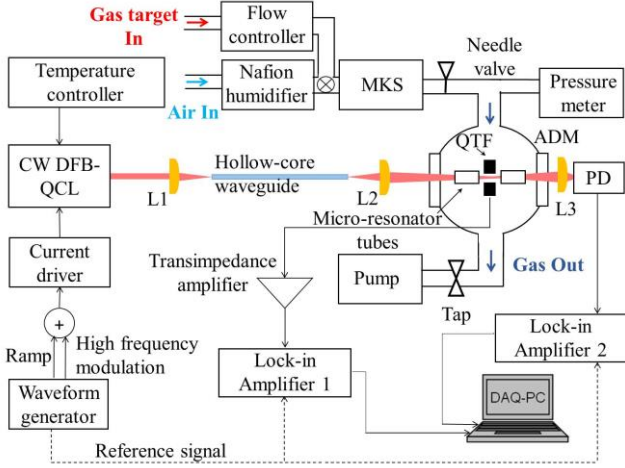 Gas target
In
Flow
controller
Needle
valve
Temperature
controller
Nafion
humidifier
MKS
Pressure
meter
Air In
QTF
ADM
CW DFB-
QCL
Hollow-core
waveguide
PD
L1
L2
L3
Micro-resonator
tubes
Current
driver
Transimpedance
amplifier
Gas Out
Pump
Tap
+
Ramp
High frequency
modulation
Lock-in
Amplifier 1
Lock-in
Amplifier 2
Waveform
generator
DAQ-PC
Reference signal